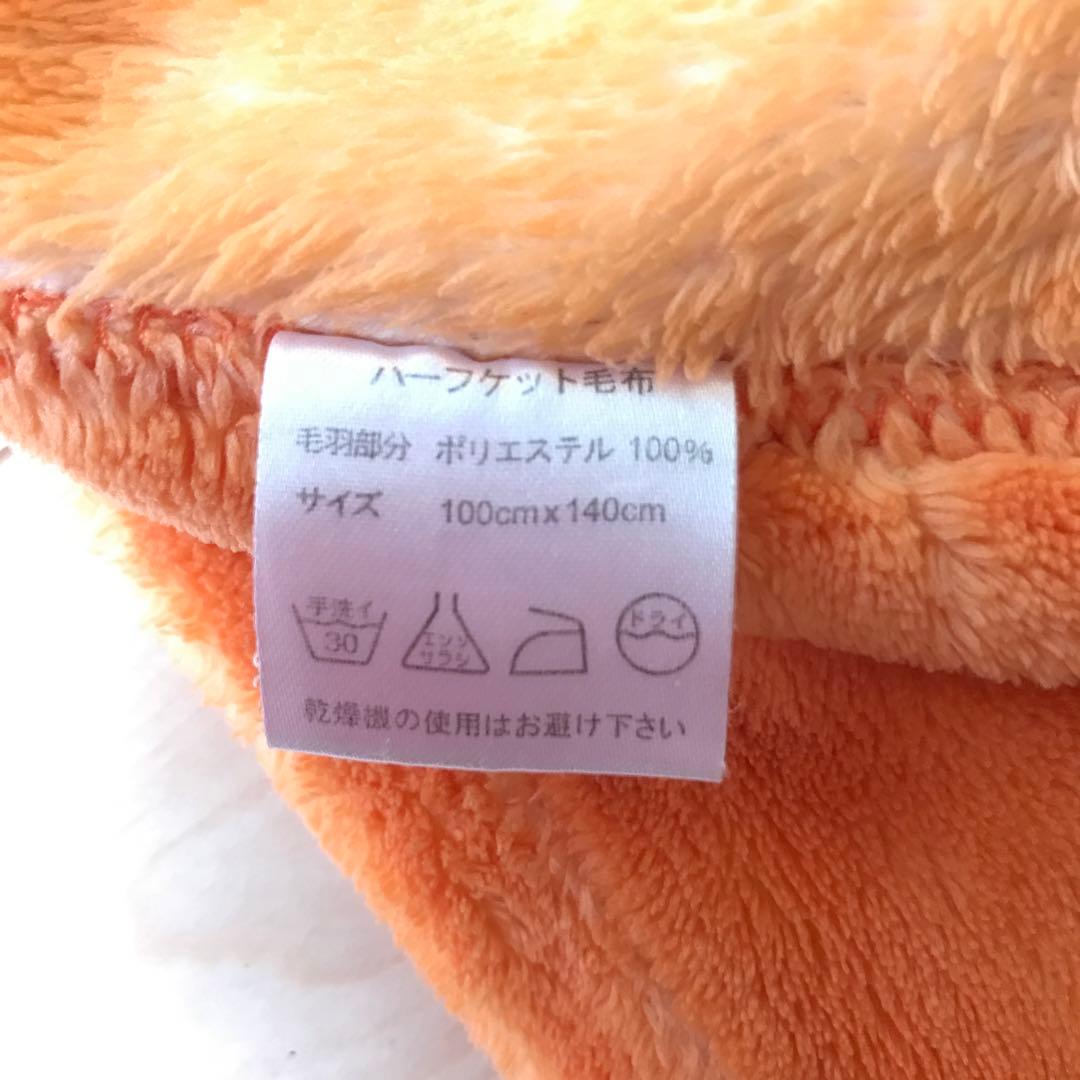 ハーフケット毛布
毛羽部分 ポリエステル 100%
サイズ 100cm×140cm
手洗イ
30
エンソ
サラシ
ドライ
乾燥機の使用はお避け下さい